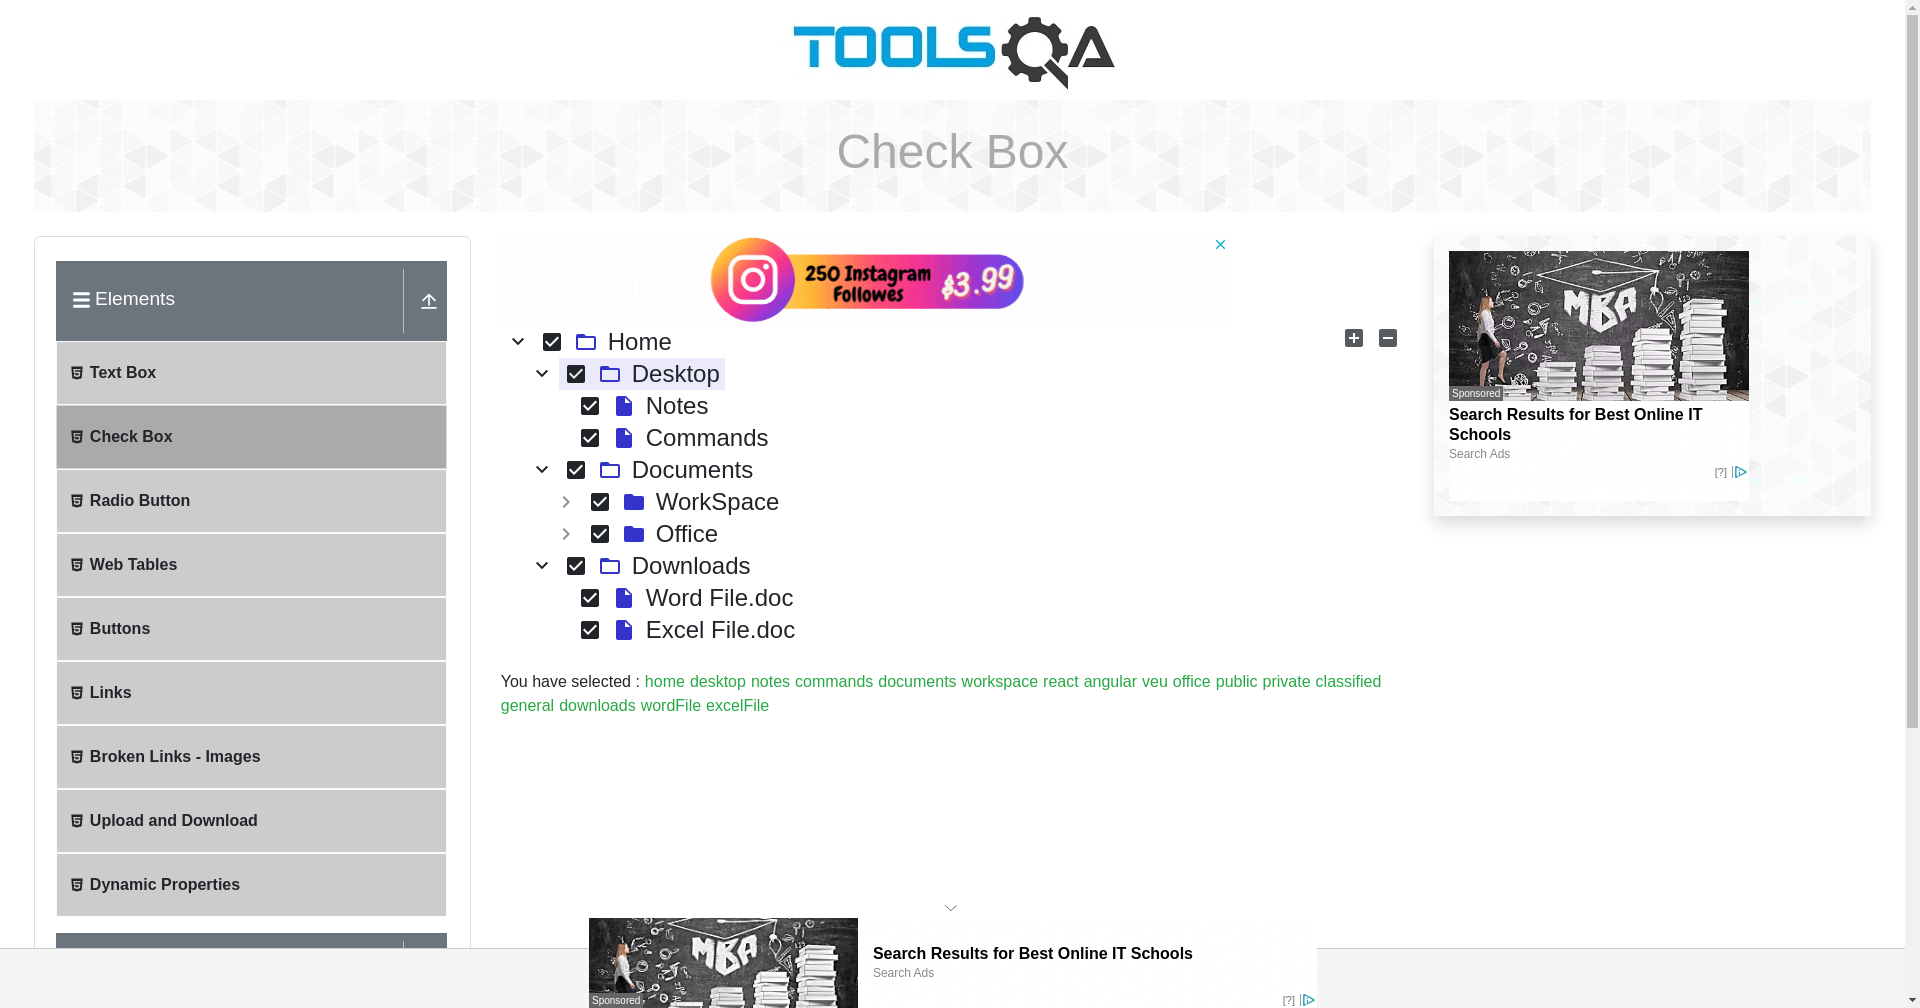 TOOLSQA
Check Box
Elements
Text Box
Check Box
Radio Button
Web Tables
Buttons
Links
Broken Links - Images
Upload and Download
Dynamic Properties
250 Instagram
Followes
$3.99
Home
Desktop
Notes
Commands
Documents
WorkSpace
Office
Downloads
Word File.doc
Excel File.doc
You have selected : home desktop notes commands documents workspace react angular veu office public private classified
general downloads wordFile excelFile
MBA
Sponsored
Search Results for Best Online IT
Schools
Search Ads
[?]
MBA
Sponsored
Search Results for Best Online IT Schools
Search Ads
[?]